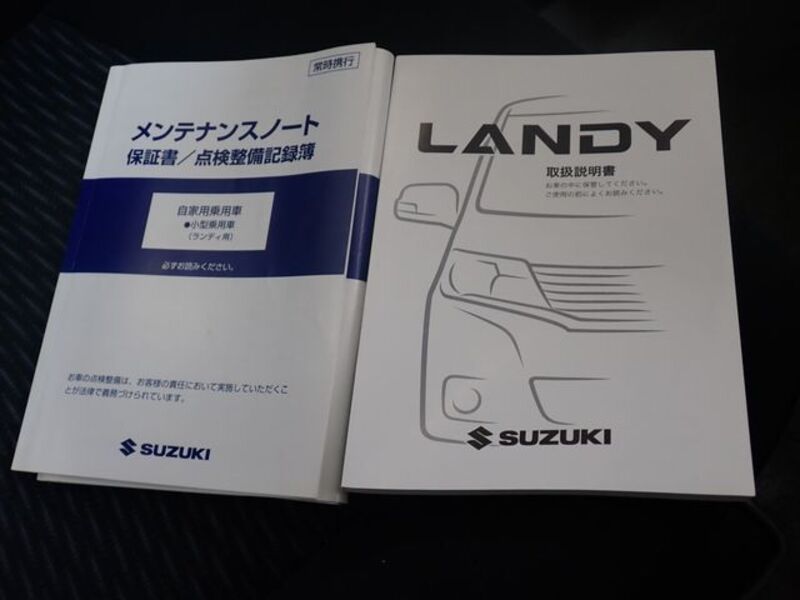 常時携行
メンテナンスノート
保証書／点検整備記録簿
自家用乗用車
●小型乗用車
（ランディ用）
必ずお読みください。
お車の点検整備は、お客様の責任において実施していただくこ
とが法律で義務づけられています。
SUZUKI
LANDY
取扱説明書
お車の中に保管してください。
ご使用の前によくお読みください。
SUZUKI